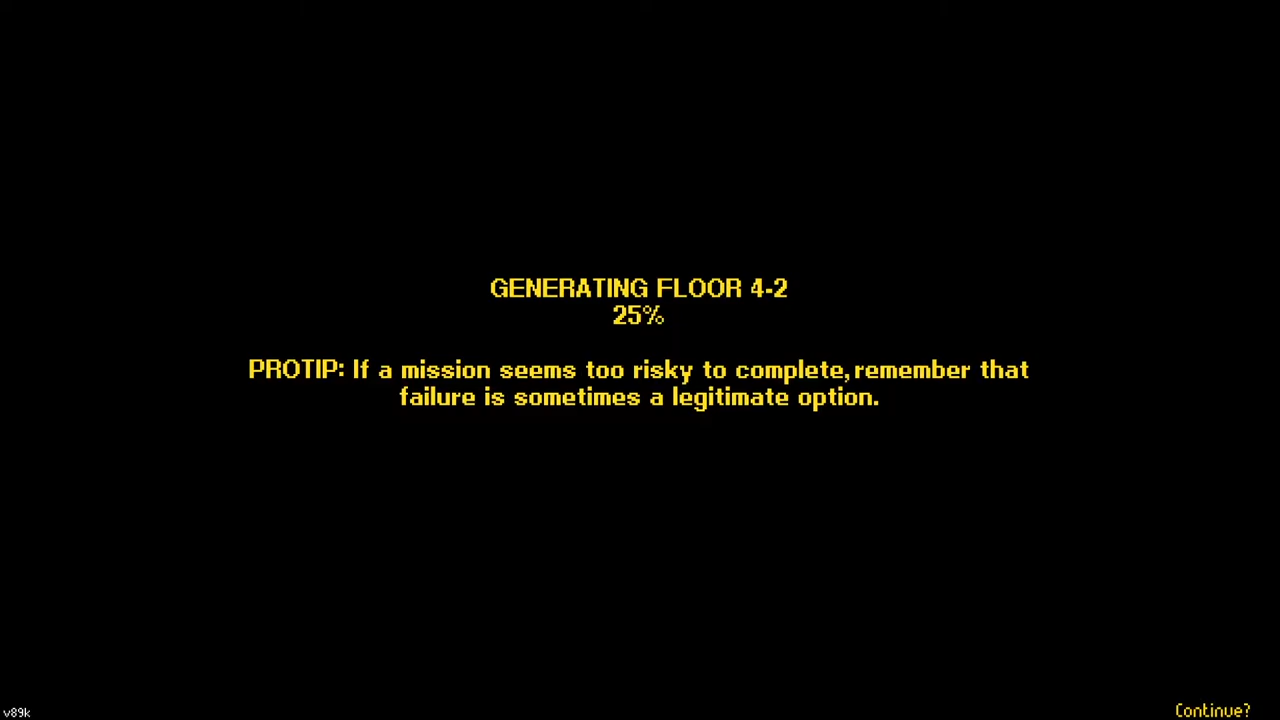 GENERATING FLOOR 4-2
25%
PROTIP: If a mission seems too risky to complete, remember that
failure is sometimes a legitimate option.
v89k
Continue?